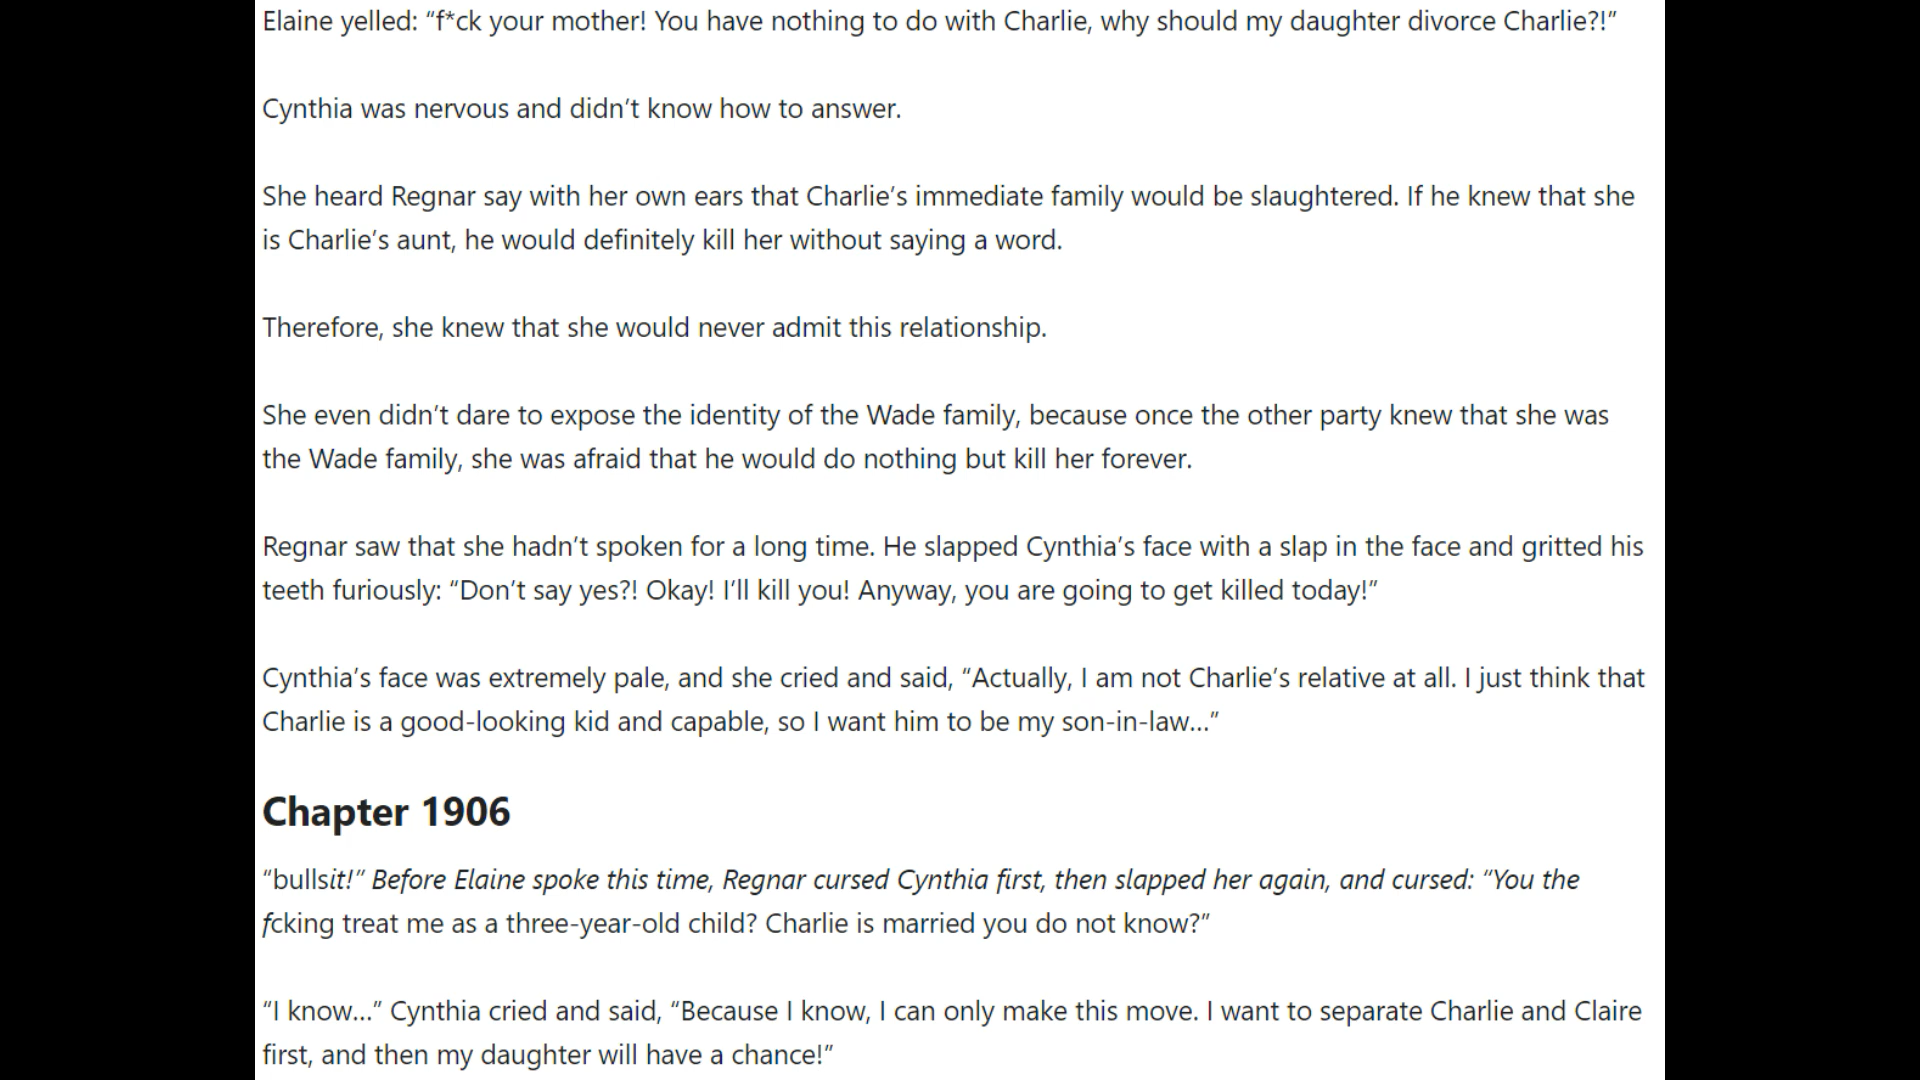 Elaine yelled: “f*ck your mother! You have nothing to do with Charlie, why should my daughter divorce Charlie?!”
Cynthia was nervous and didn’t know how to answer.
She heard Regnar say with her own ears that Charlie’s immediate family would be slaughtered. If he knew that she
is Charlie’s aunt, he would definitely kill her without saying a word.
Therefore, she knew that she would never admit this relationship.
She even didn’t dare to expose the identity of the Wade family, because once the other party knew that she was
the Wade family, she was afraid that he would do nothing but kill her forever.
Regnar saw that she hadn’t spoken for a long time. He slapped Cynthia’s face with a slap in the face and gritted his
teeth furiously: “Don’t say yes?! Okay! I’ll kill you! Anyway, you are going to get killed today!”
Cynthia’s face was extremely pale, and she cried and said, “Actually, I am not Charlie’s relative at all. I just think that
Charlie is a good-looking kid and capable, so I want him to be my son-in-law…”
Chapter 1906
“bullsit!” Before Elaine spoke this time, Regnar cursed Cynthia first, then slapped her again, and cursed: “You the
fcking treat me as a three-year-old child? Charlie is married you do not know?”
“I know…” Cynthia cried and said, “Because I know, I can only make this move. I want to separate Charlie and Claire
first, and then my daughter will have a chance!”